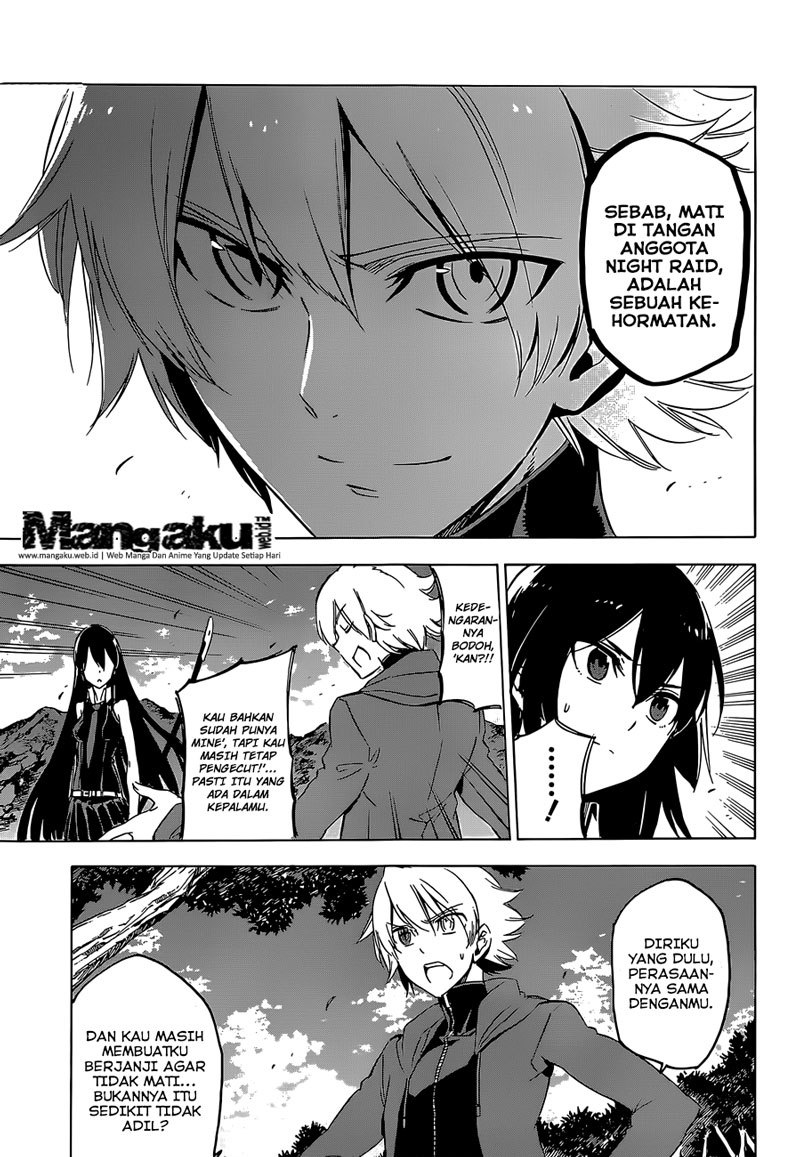 SEBAB, MATI
DI TANGAN
ANGGOTA
NIGHT RAID,
ADALAH
SEBUAH KE-
HORMATAN.
Mangaku
www.mangaku.web.id | Web Manga Dan Anime Yang Update Setiap Hari
KEDE-
NGARAN-
NYA
BODOH,
'KAN?!!
KAU BAHKAN
SUDAH PUNYA
MINE', TAPI KAU
MASIH TETAP
PENGECUT!'...
PASTI ITU YANG
ADA DALAM
KEPALAMU.
.....!
DIRIKU
YANG DULU,
PERASAAN-
NYA SAMA
DENGANMU.
DAN KAU MASIH
MEMBUATKU
BERJANJI AGAR
TIDAK MATI...
BUKANNYA ITU
SEDIKIT TIDAK
ADIL?